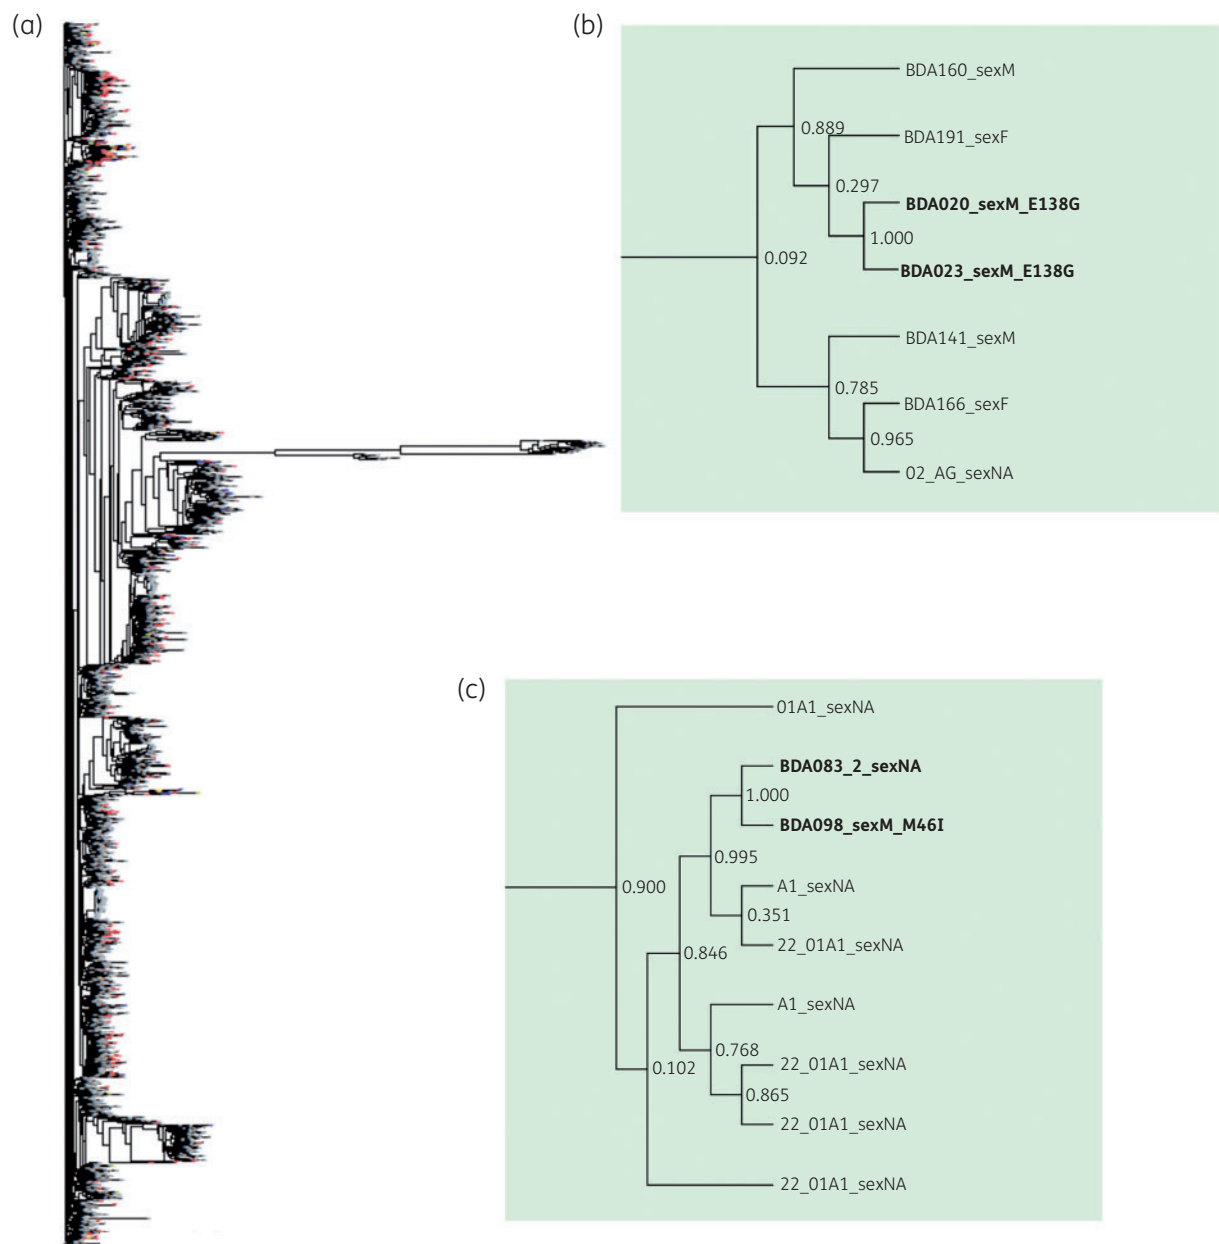 (a)
(b)
BDA160_sexM
0.889
BDA191_sexF
0.297
BDA020_sexM_E138G
1.000
BDA023_sexM_E138G
0.092
BDA141_sexM
0.785
BDA166_sexF
0.965
02_AG_sexNA
(c)
01A1_sexNA
BDA083_2_sexNA
1.000
BDA098_sexM_M46I
0.995
A1_sexNA
0.900
0.351
22_01A1_sexNA
0.846
A1_sexNA
0.768
0.102
22_01A1_sexNA
0.865
22_01A1_sexNA
22_01A1_sexNA